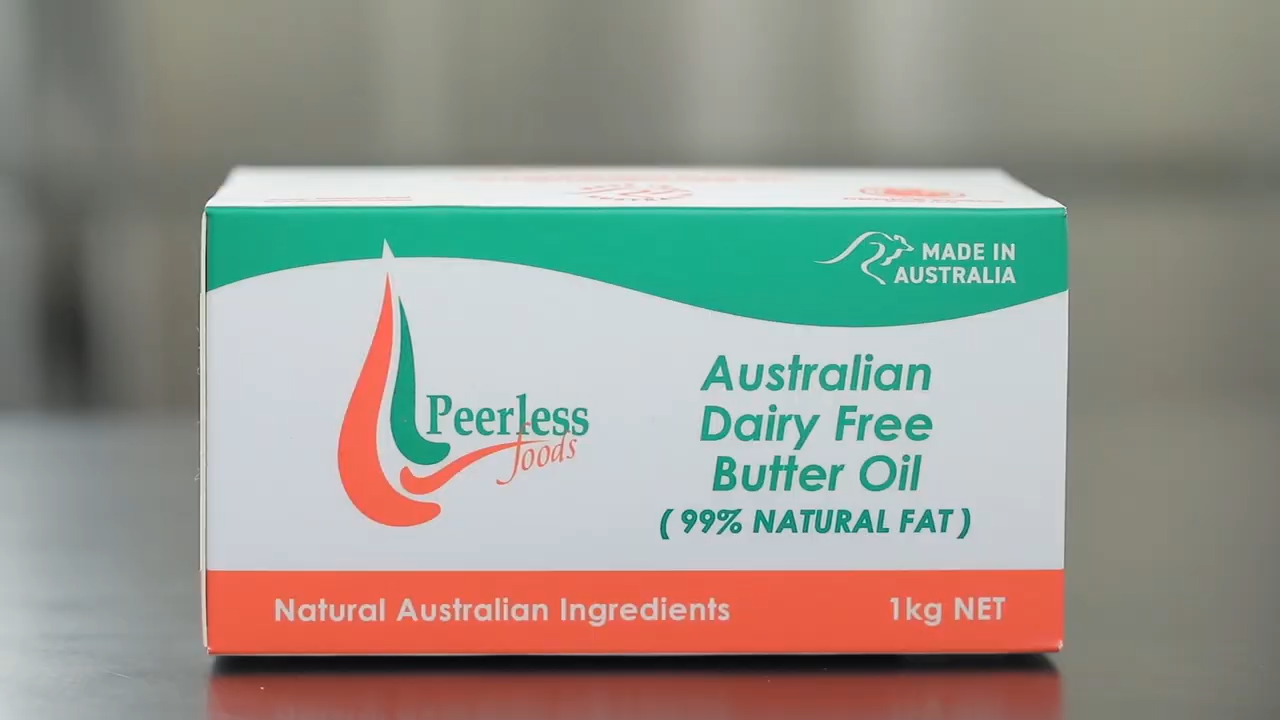 MADE IN
AUSTRALIA
Peerless
foods
Australian
Dairy Free
Butter Oil
( 99% NATURAL FAT )
Natural Australian Ingredients
1kg NET